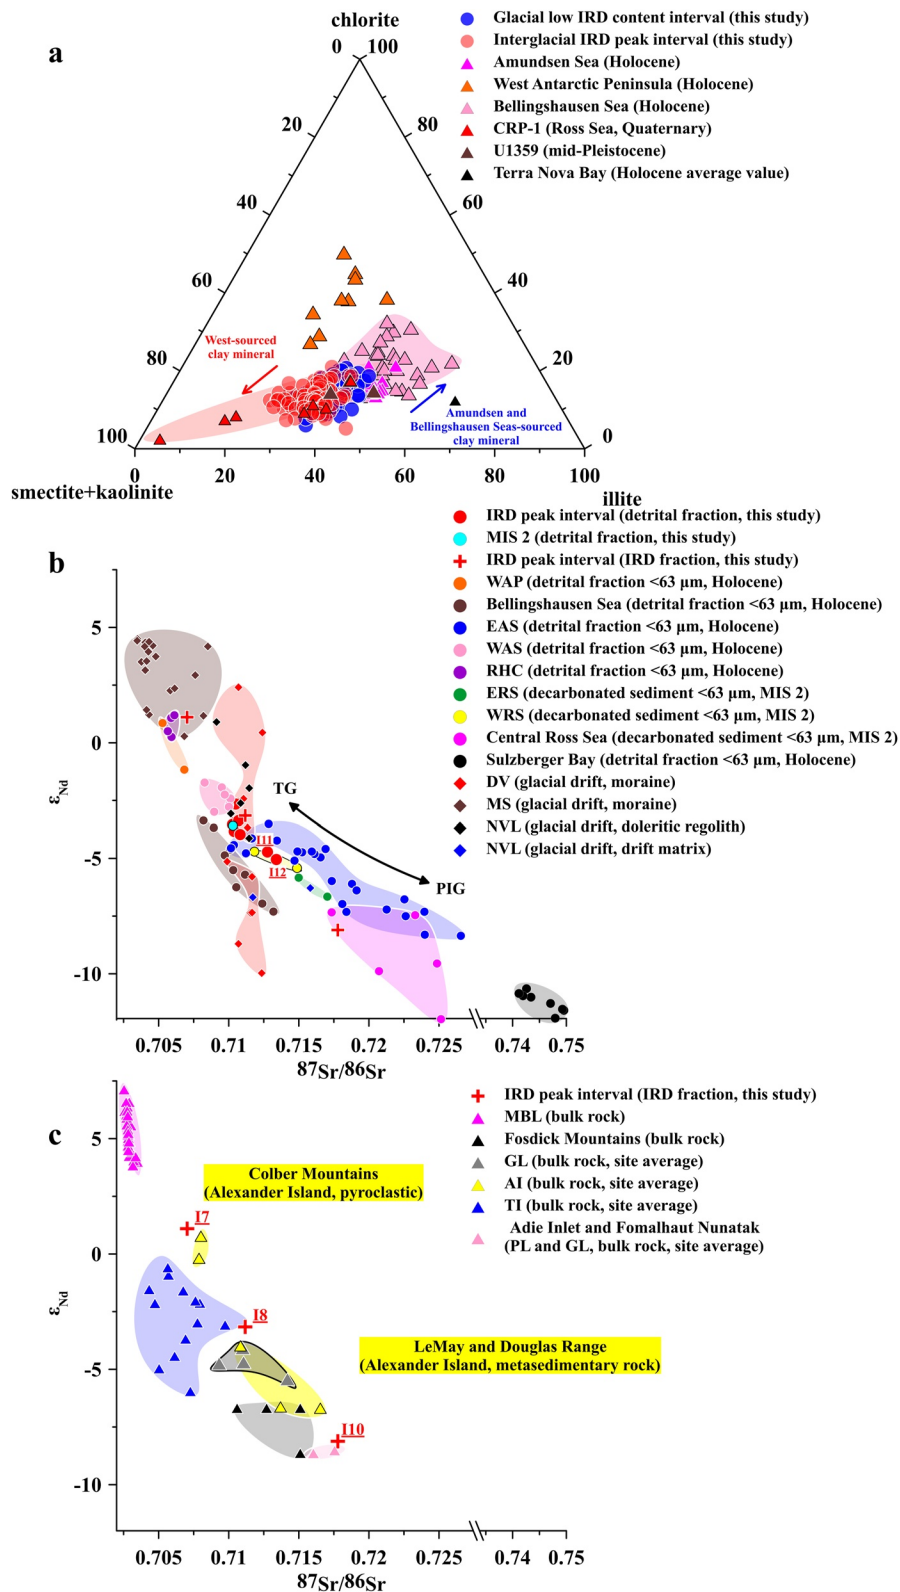 a
chlorite
0 100
Glacial low IRD content interval (this study)
Interglacial IRD peak interval (this study)
Amundsen Sea (Holocene)
West Antarctic Peninsula (Holocene)
Bellingshausen Sea (Holocene)
CRP-1 (Ross Sea, Quaternary)
U1359 (mid-Pleistocene)
Terra Nova Bay (Holocene average value)
20 80
40 60
60 40
West-sourced
clay mineral
80 20
Amundsen and
Bellingshausen Seas-sourced
clay mineral
100 0
0 20 40 60 80 100
smectite+kaolinite illite
b
IRD peak interval (detrital fraction, this study)
MIS 2 (detrital fraction, this study)
IRD peak interval (IRD fraction, this study)
WAP (detrital fraction <63 μm, Holocene)
Bellingshausen Sea (detrital fraction <63 μm, Holocene)
EAS (detrital fraction <63 μm, Holocene)
WAS (detrital fraction <63 μm, Holocene)
RHC (detrital fraction <63 μm, Holocene)
ERS (decarbonated sediment <63 μm, MIS 2)
WRS (decarbonated sediment <63 μm, MIS 2)
Central Ross Sea (decarbonated sediment <63 μm, MIS 2)
Sulzberger Bay (detrital fraction <63 μm, Holocene)
DV (glacial drift, moraine)
MS (glacial drift, moraine)
NVL (glacial drift, doleritic regolith)
NVL (glacial drift, drift matrix)
5
0
-5
-10
εNd
TG
I11
I12
PIG
0.705 0.71 0.715 0.72 0.725 0.74 0.75
87Sr/86Sr
c
IRD peak interval (IRD fraction, this study)
MBL (bulk rock)
Fosdick Mountains (bulk rock)
GL (bulk rock, site average)
AI (bulk rock, site average)
TI (bulk rock, site average)
Adie Inlet and Fomalhaut Nunatak
(PL and GL, bulk rock, site average)
5
0
-5
-10
εNd
Colber Mountains
(Alexander Island, pyroclastic)
I7
I8
LeMay and Douglas Range
(Alexander Island, metasedimentary rock)
I10
0.705 0.71 0.715 0.72 0.725 0.74 0.75
87Sr/86Sr